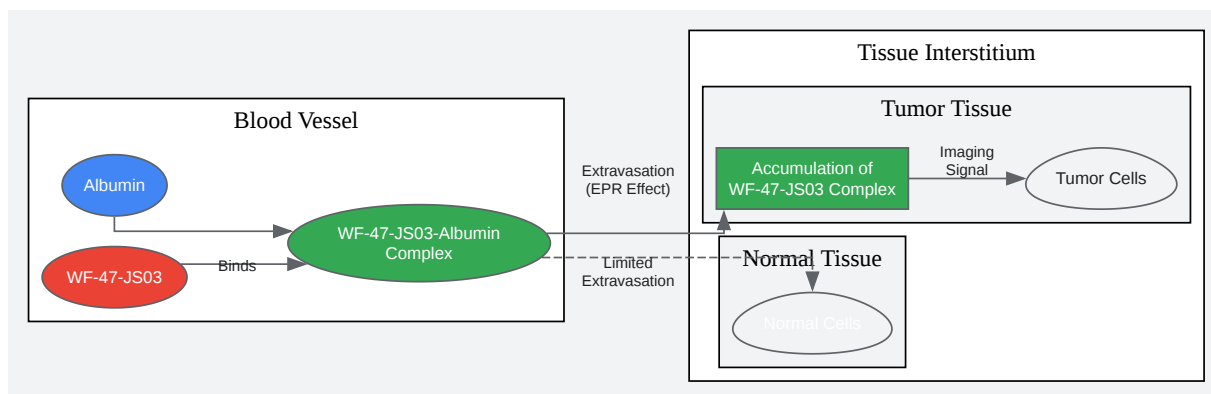 Tissue Interstitium
Tumor Tissue
Blood Vessel
Albumin
WF-47-JS03
Binds
WF-47-JS03-Albumin
Complex
Extravasation
(EPR Effect)
Limited
Extravasation
Accumulation of
WF-47-JS03 Complex
Imaging
Signal
Tumor Cells
Normal Tissue
Normal Cells